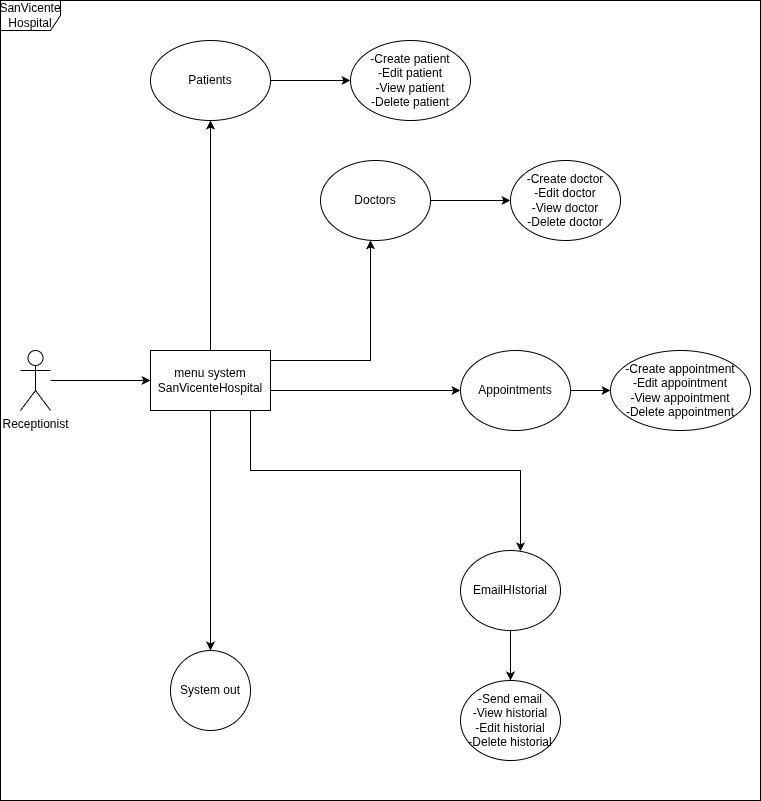 SanVicente
Hospital
Patients
-Create patient
-Edit patient
-View patient
-Delete patient
Doctors
-Create doctor
-Edit doctor
-View doctor
-Delete doctor
Receptionist
menu system
SanVicenteHospital
Appointments
-Create appointment
-Edit appointment
-View appointment
-Delete appointment
EmailHIstorial
-Send email
-View historial
-Edit historial
-Delete historial
System out